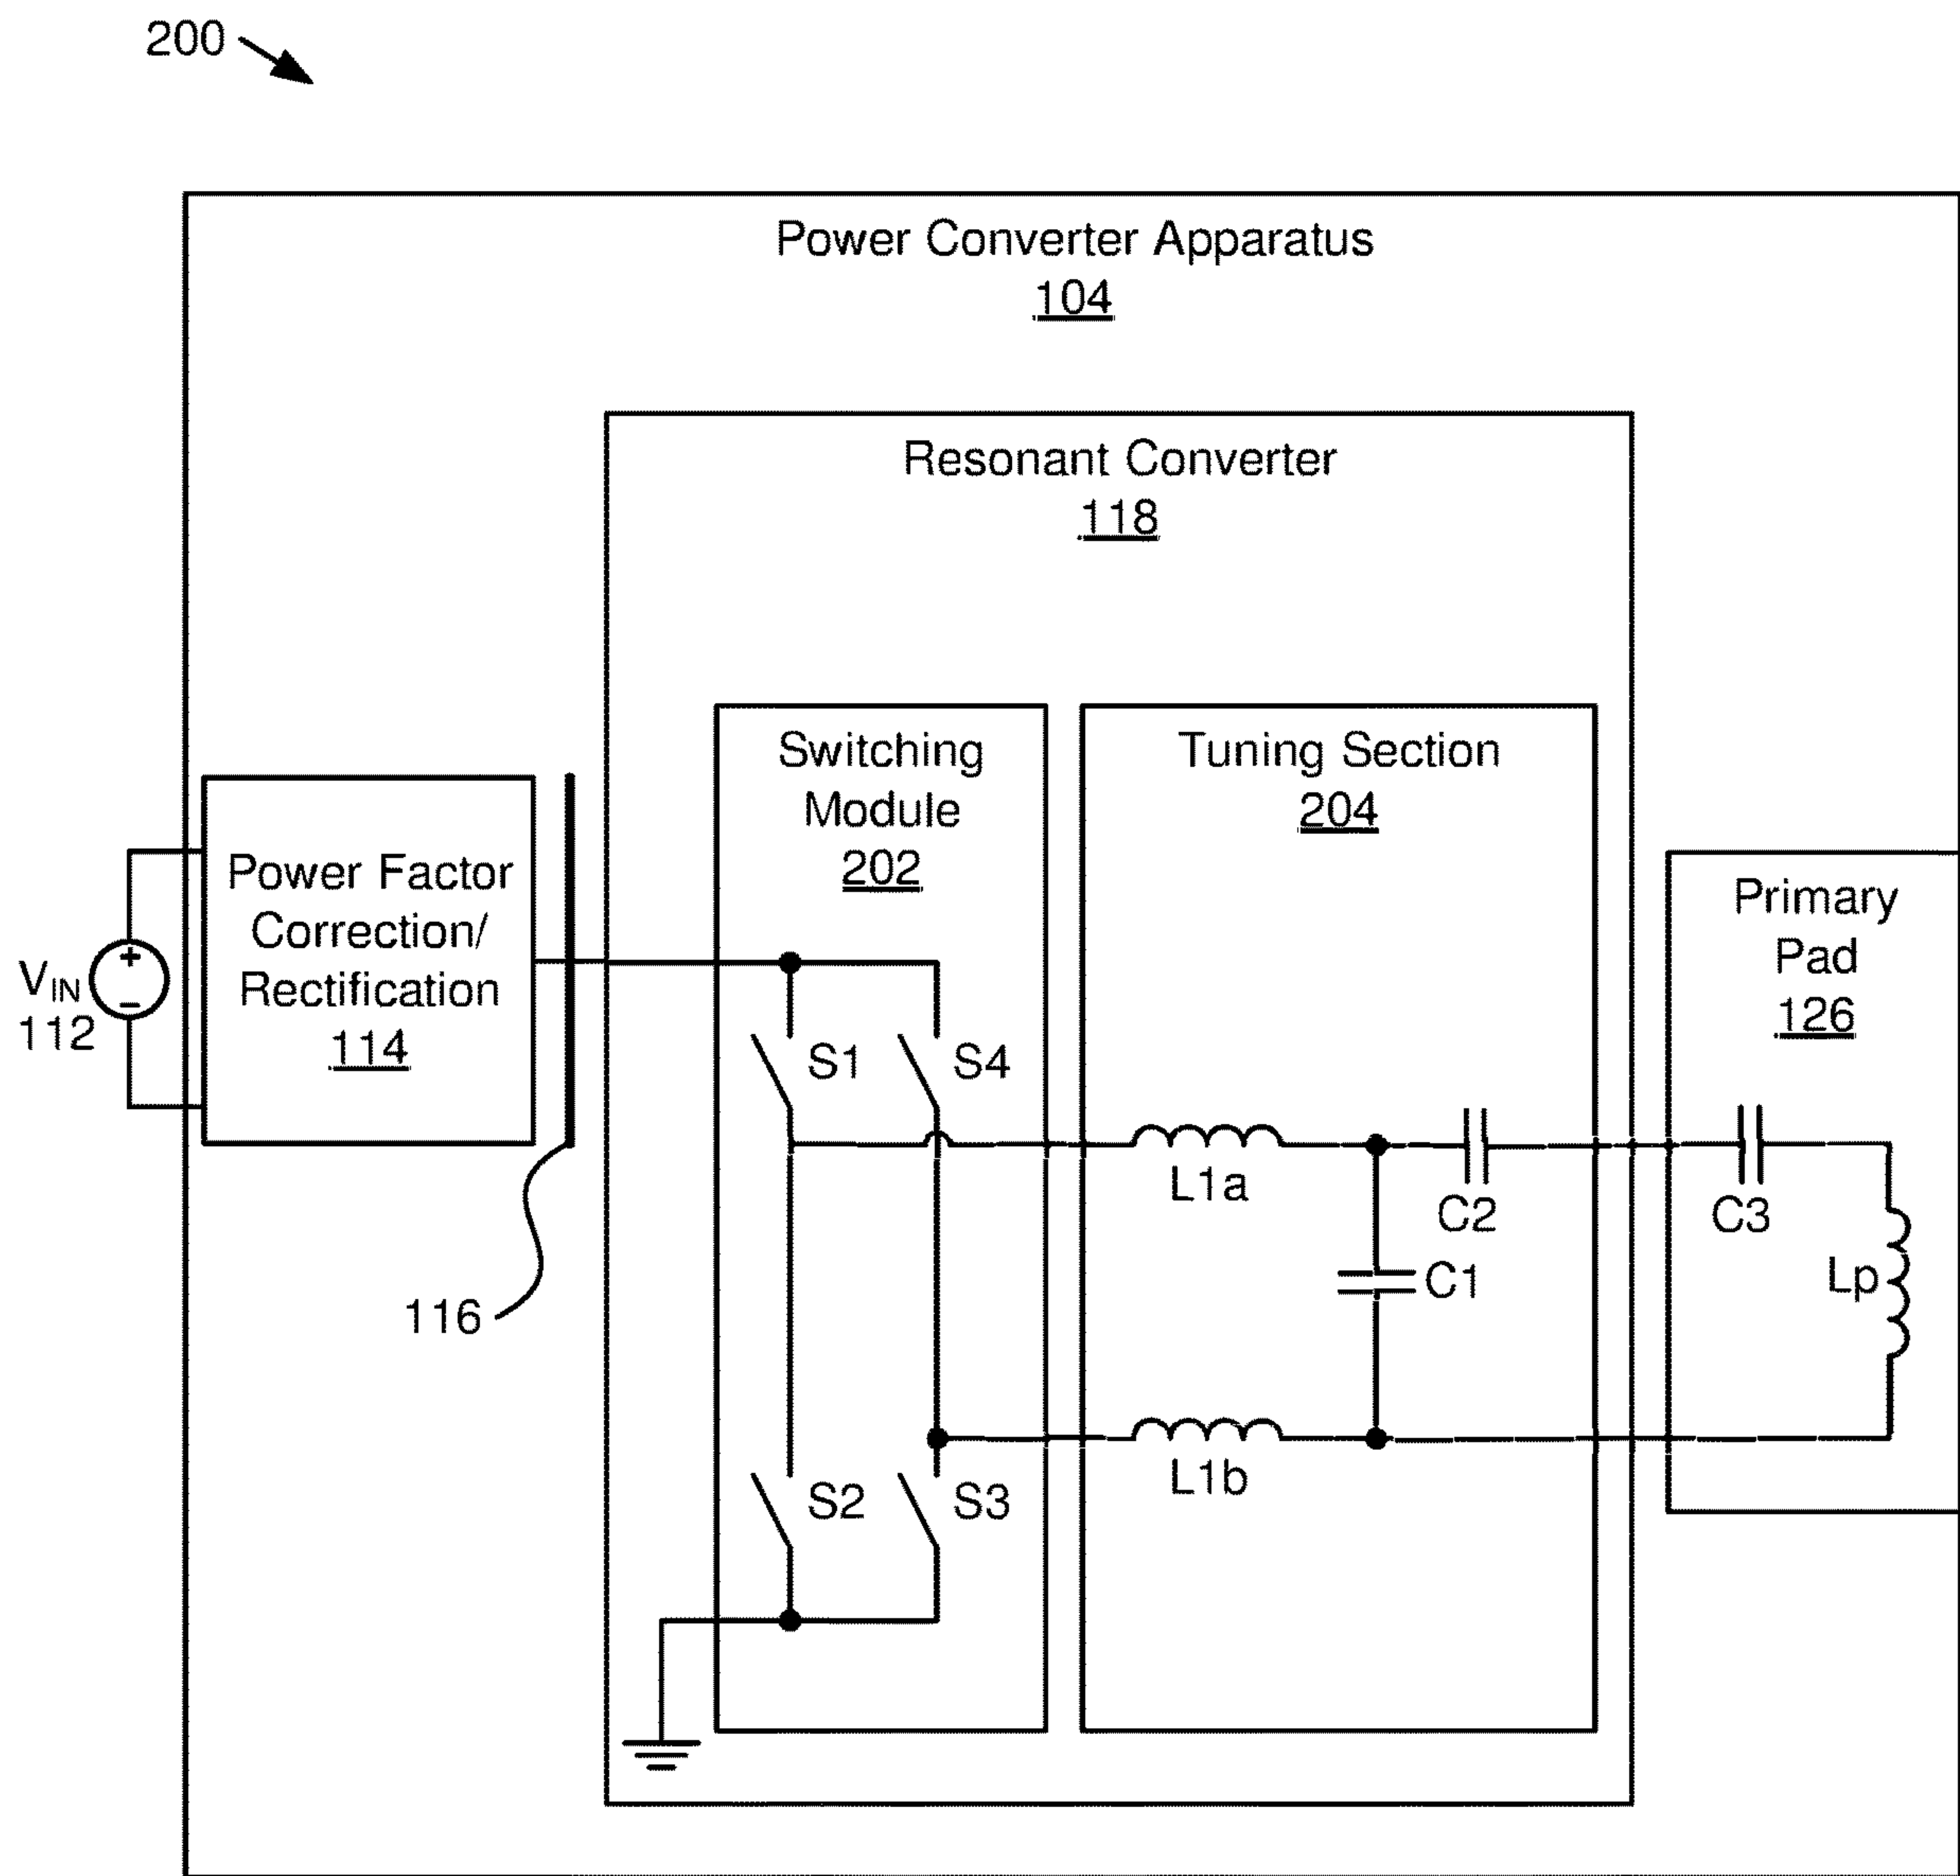 200
Power Converter Apparatus
104
Resonant Converter
118
Switching
Module
202
Tuning Section
204
Power Factor
Correction/
Rectification
114
Primary
Pad
126
+
−
VIN
112
S1
S4
L1a
C2
C3
C1
Lp
116
L1b
S2
S3